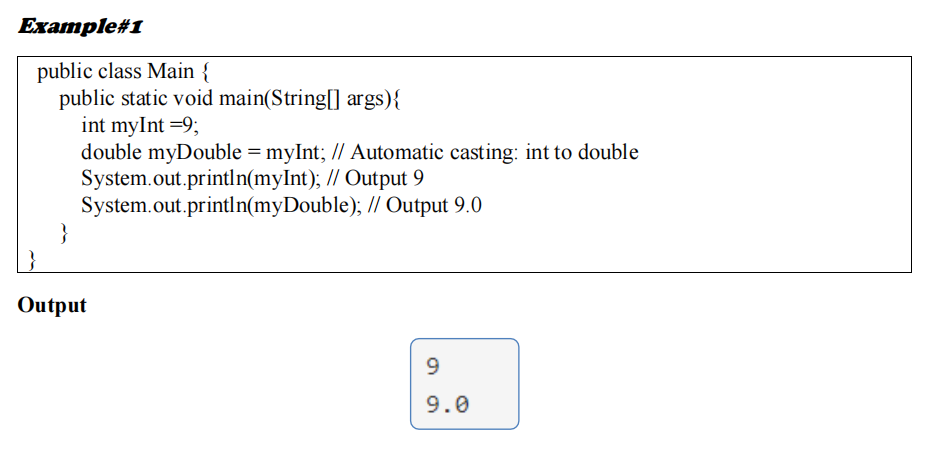 Example#1
public class Main {
public static void main(String[] args){
int myInt =9;
double myDouble = myInt; // Automatic casting: int to double
System.out.println(myInt); // Output 9
System.out.println(myDouble); // Output 9.0
}
}
Output
9
9.0